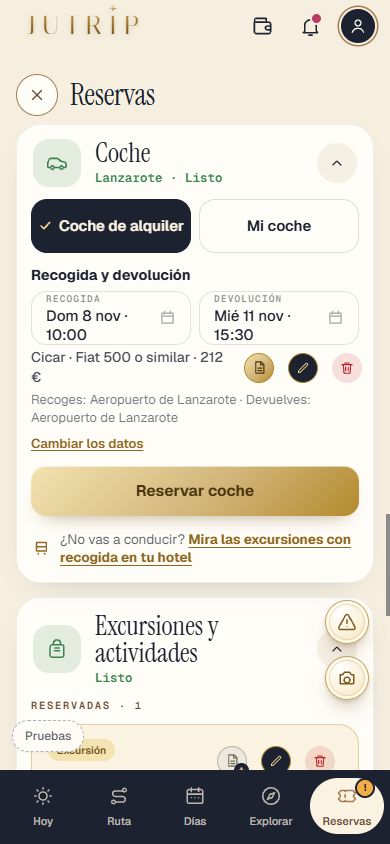 JUTRIP
Reservas
Coche
Lanzarote · Listo
Coche de alquiler
Mi coche
Recogida y devolución
RECOGIDA
Dom 8 nov ·
10:00
DEVOLUCIÓN
Mié 11 nov ·
15:30
Cicar · Fiat 500 o similar · 212
€
Recoges: Aeropuerto de Lanzarote · Devuelves:
Aeropuerto de Lanzarote
Cambiar los datos
Reservar coche
¿No vas a conducir? Mira las excursiones con
recogida en tu hotel
Excursiones y
actividades
Listo
RESERVADAS · 1
Pruebas
Excursión
Hoy
Ruta
Días
Explorar
!
Reservas